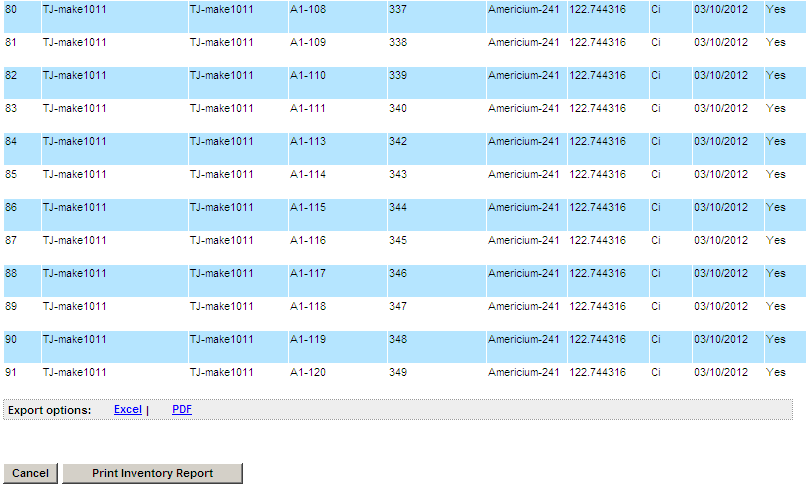 80 TJ-make1011 TJ-make1011 A1-108 337 Americium-241 122.744316 Ci 03/10/2012 Yes
81 TJ-make1011 TJ-make1011 A1-109 338 Americium-241 122.744316 Ci 03/10/2012 Yes
82 TJ-make1011 TJ-make1011 A1-110 339 Americium-241 122.744316 Ci 03/10/2012 Yes
83 TJ-make1011 TJ-make1011 A1-111 340 Americium-241 122.744316 Ci 03/10/2012 Yes
84 TJ-make1011 TJ-make1011 A1-113 342 Americium-241 122.744316 Ci 03/10/2012 Yes
85 TJ-make1011 TJ-make1011 A1-114 343 Americium-241 122.744316 Ci 03/10/2012 Yes
86 TJ-make1011 TJ-make1011 A1-115 344 Americium-241 122.744316 Ci 03/10/2012 Yes
87 TJ-make1011 TJ-make1011 A1-116 345 Americium-241 122.744316 Ci 03/10/2012 Yes
88 TJ-make1011 TJ-make1011 A1-117 346 Americium-241 122.744316 Ci 03/10/2012 Yes
89 TJ-make1011 TJ-make1011 A1-118 347 Americium-241 122.744316 Ci 03/10/2012 Yes
90 TJ-make1011 TJ-make1011 A1-119 348 Americium-241 122.744316 Ci 03/10/2012 Yes
91 TJ-make1011 TJ-make1011 A1-120 349 Americium-241 122.744316 Ci 03/10/2012 Yes
Export options: Excel | PDF
Cancel Print Inventory Report